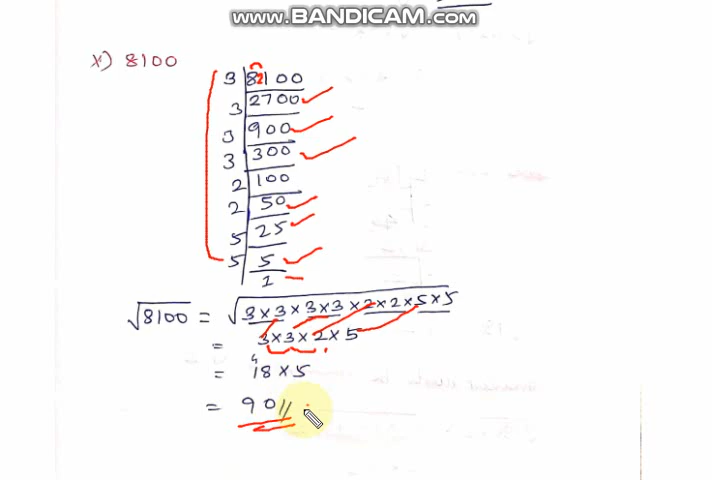 WWW.BANDICAM.COM
x) 8100
3 | 8100
3 | 2700
3 | 900
3 | 300
2 | 100
2 | 50
5 | 25
5 | 5
1
√8100 = √3×3×3×3×2×2×5×5
= 3×3×2×5
4
= 18×5
= 90//